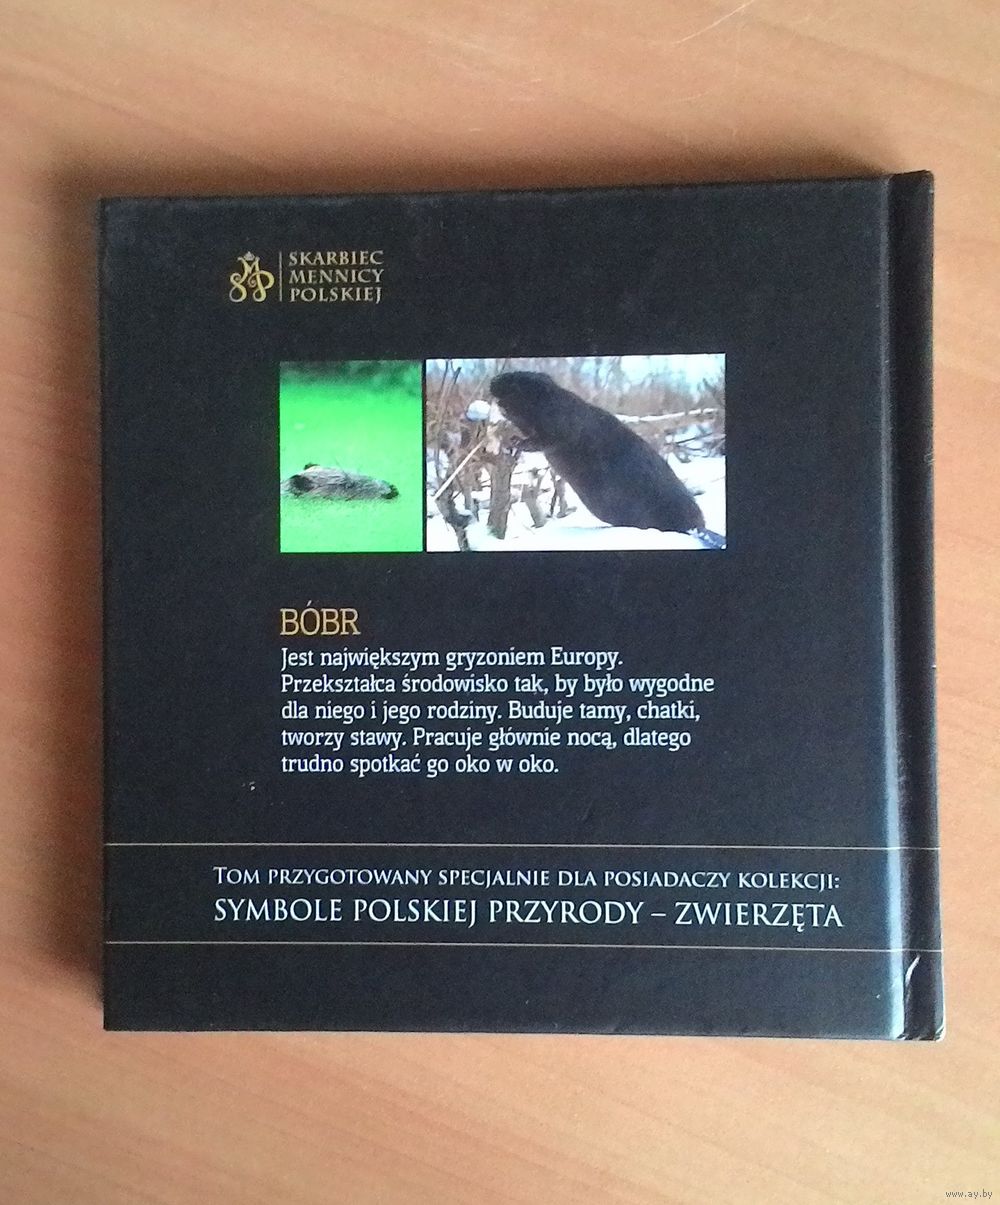 SKARBIEC
MENNICY
POLSKIEJ
BÓBR
Jest największym gryzoniem Europy.
Przekształca środowisko tak, by było wygodne
dla niego i jego rodziny. Buduje tamy, chatki,
tworzy stawy. Pracuje głównie nocą, dlatego
trudno spotkać go oko w oko.
TOM PRZYGOTOWANY SPECJALNIE DLA POSIADACZY KOLEKCJI:
SYMBOLE POLSKIEJ PRZYRODY – ZWIERZĘTA
www.ay.by